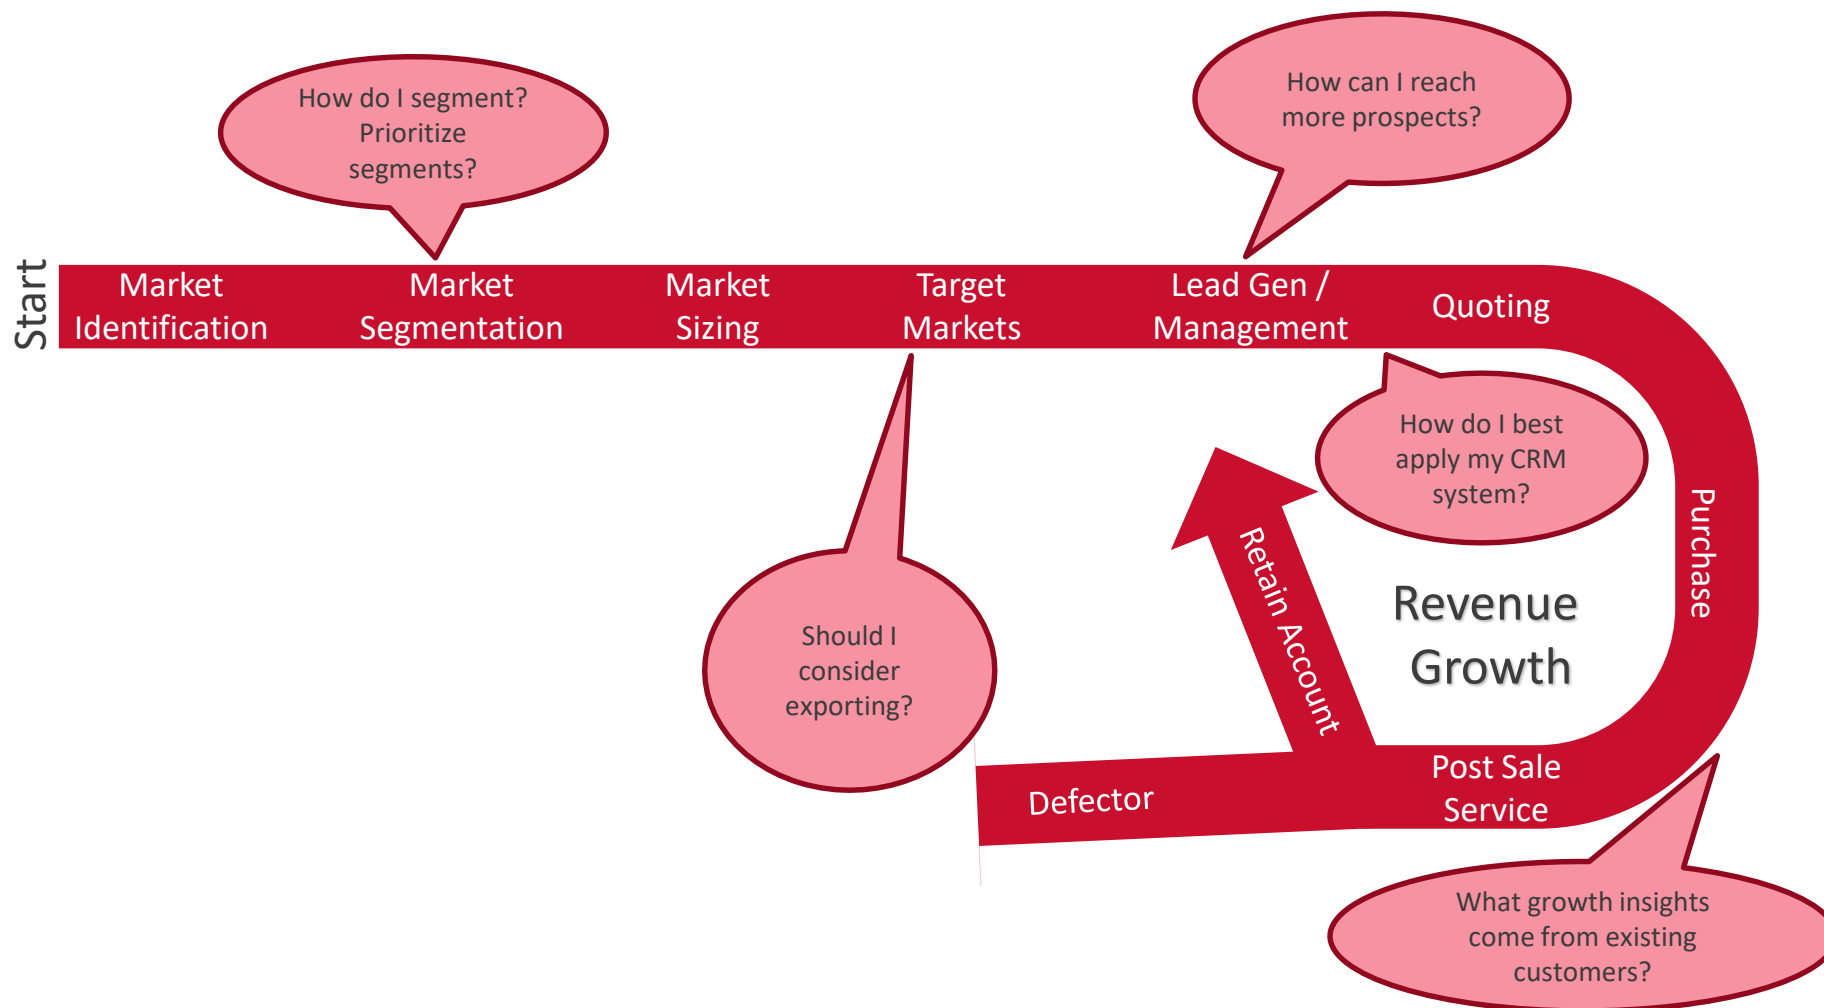 How do I segment?
Prioritize
segments?
How can I reach
more prospects?
Start
Market
Identification
Market
Segmentation
Market
Sizing
Target
Markets
Lead Gen /
Management
Quoting
How do I best
apply my CRM
system?
Purchase
Retain Account
Revenue
Growth
Should I
consider
exporting?
Defector
Post Sale
Service
What growth insights
come from existing
customers?